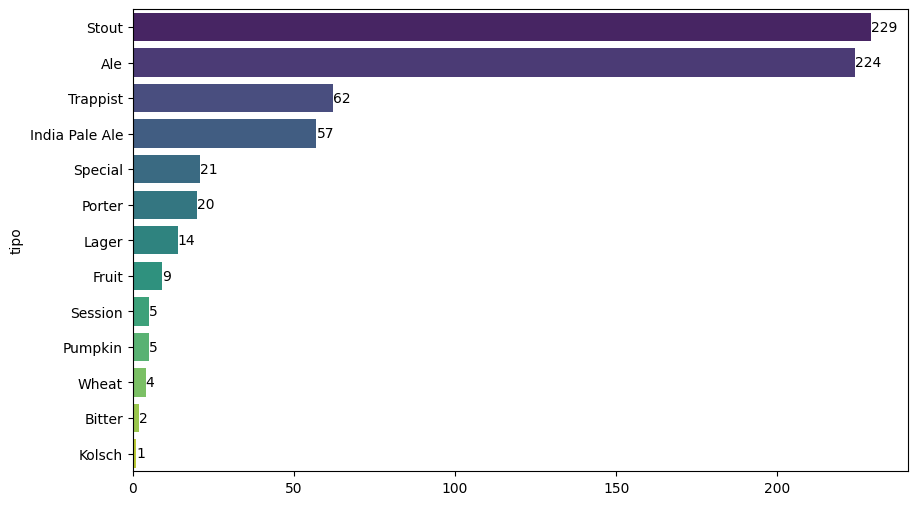 Stout 229
Ale 224
Trappist 62
India Pale Ale 57
Special 21
Porter 20
tipo
Lager 14
Fruit 9
Session 5
Pumpkin 5
Wheat 4
Bitter 2
Kolsch 1
0 50 100 150 200